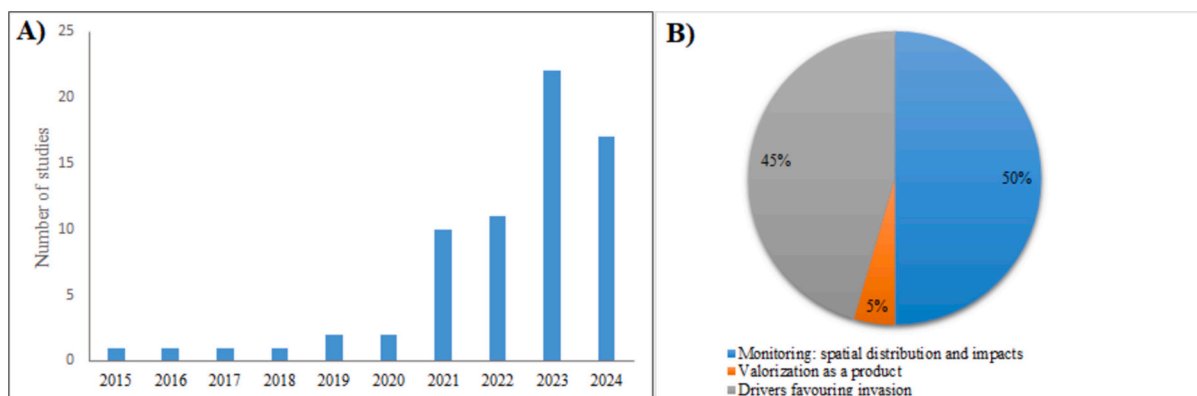 A)
Number of studies
25
20
15
10
5
0
2015 2016 2017 2018 2019 2020 2021 2022 2023 2024
B)
45%
50%
5%
Monitoring: spatial distribution and impacts
Valorization as a product
Drivers favouring invasion